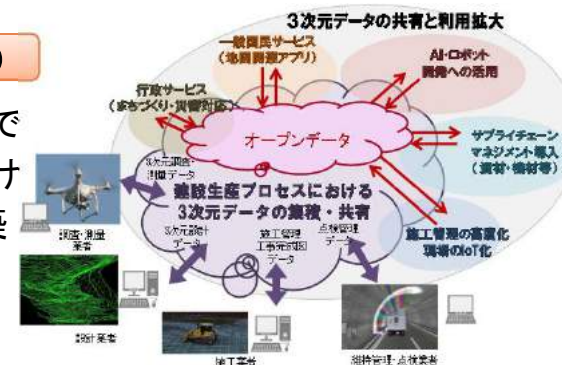 3次元データの共有と利用拡大
一般国民サービス
(地図関連アプリ)
AI・ロボット
開発への活用
行政サービス
(まちづくり・災害対応)
オープンデータ
サプライチェーン
マネジメント導入
(資材・機材等)
3次元調査・
測量データ
建設生産プロセスにおける
3次元データの集積・共有
施工管理の高度化
現場のIoT化
調査・測量
業者
3次元設計
データ
施工管理
工事完成図
データ
点検管理
データ
設計業者
施工業者
維持管理・点検業者
で
け
築